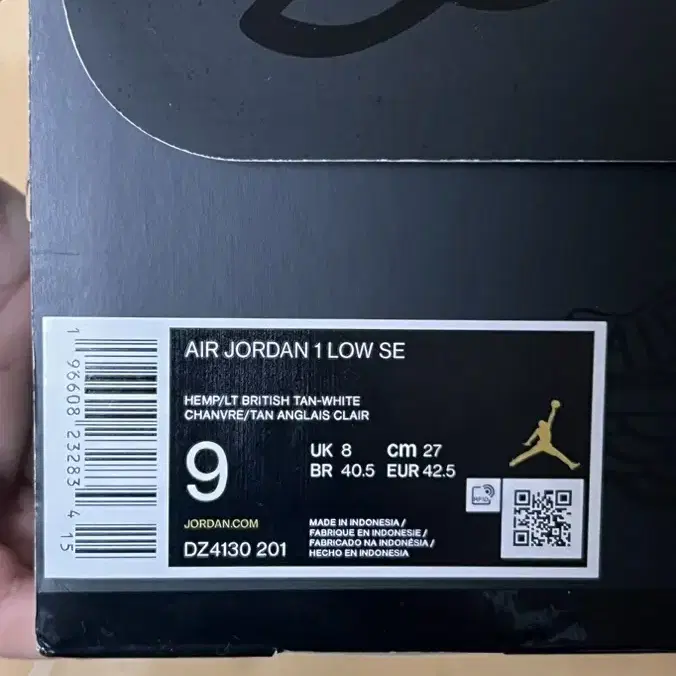 AIR JORDAN 1 LOW SE
HEMP/LT BRITISH TAN-WHITE
CHANVRE/TAN ANGLAIS CLAIR
9
UK 8 cm 27
BR 40.5 EUR 42.5
JORDAN.COM
DZ4130 201
MADE IN INDONESIA /
FABRIQUE EN INDONESIE /
FABRICADO NA INDONÉSIA /
HECHO EN INDONESIA
RFID
1 96608 23283 4 15